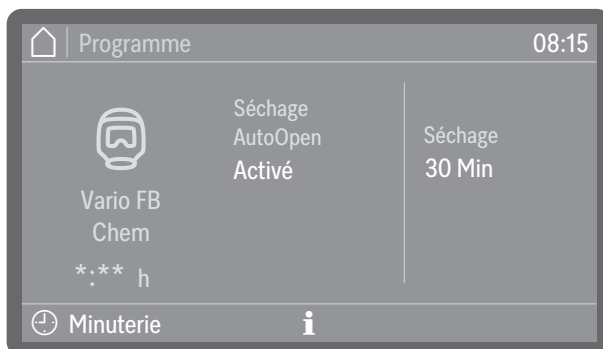 Programme
08:15
Vario FB
Chem
*:** h
Séchage
AutoOpen
Activé
Séchage
30 Min
Minuterie
i